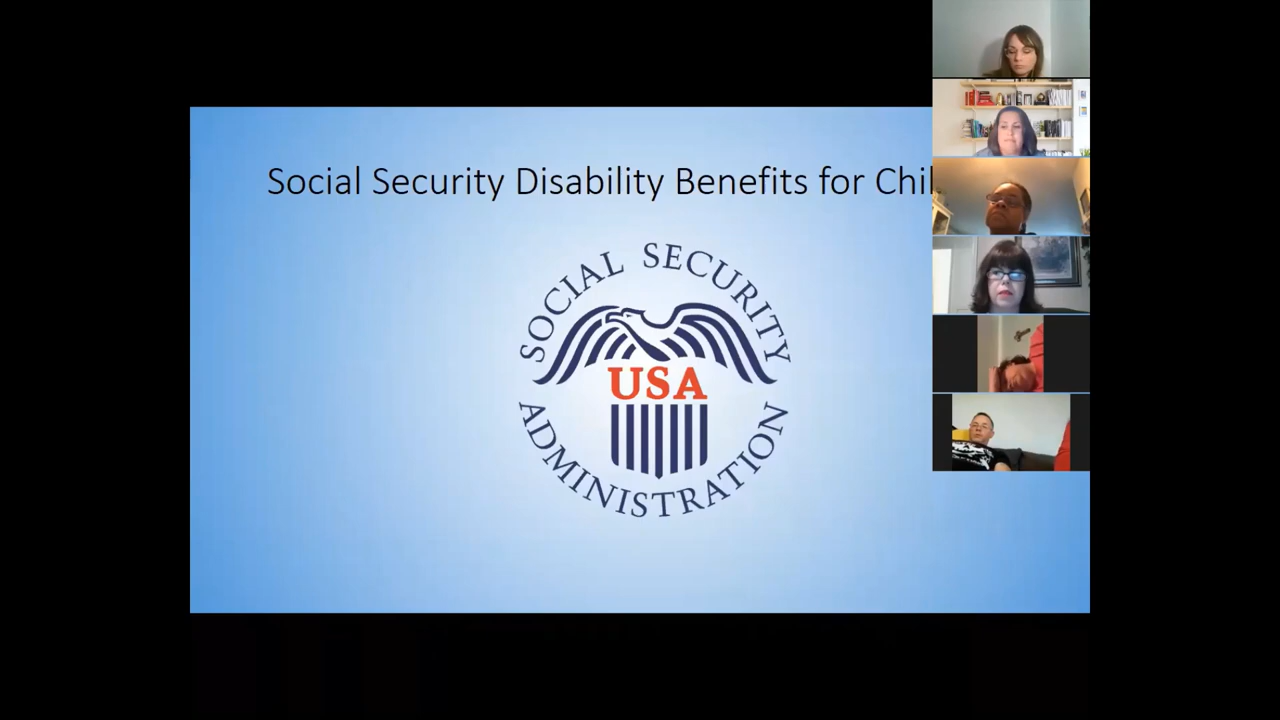 Social Security Disability Benefits for Chil
SOCIAL SECURITY
USA
ADMINISTRATION